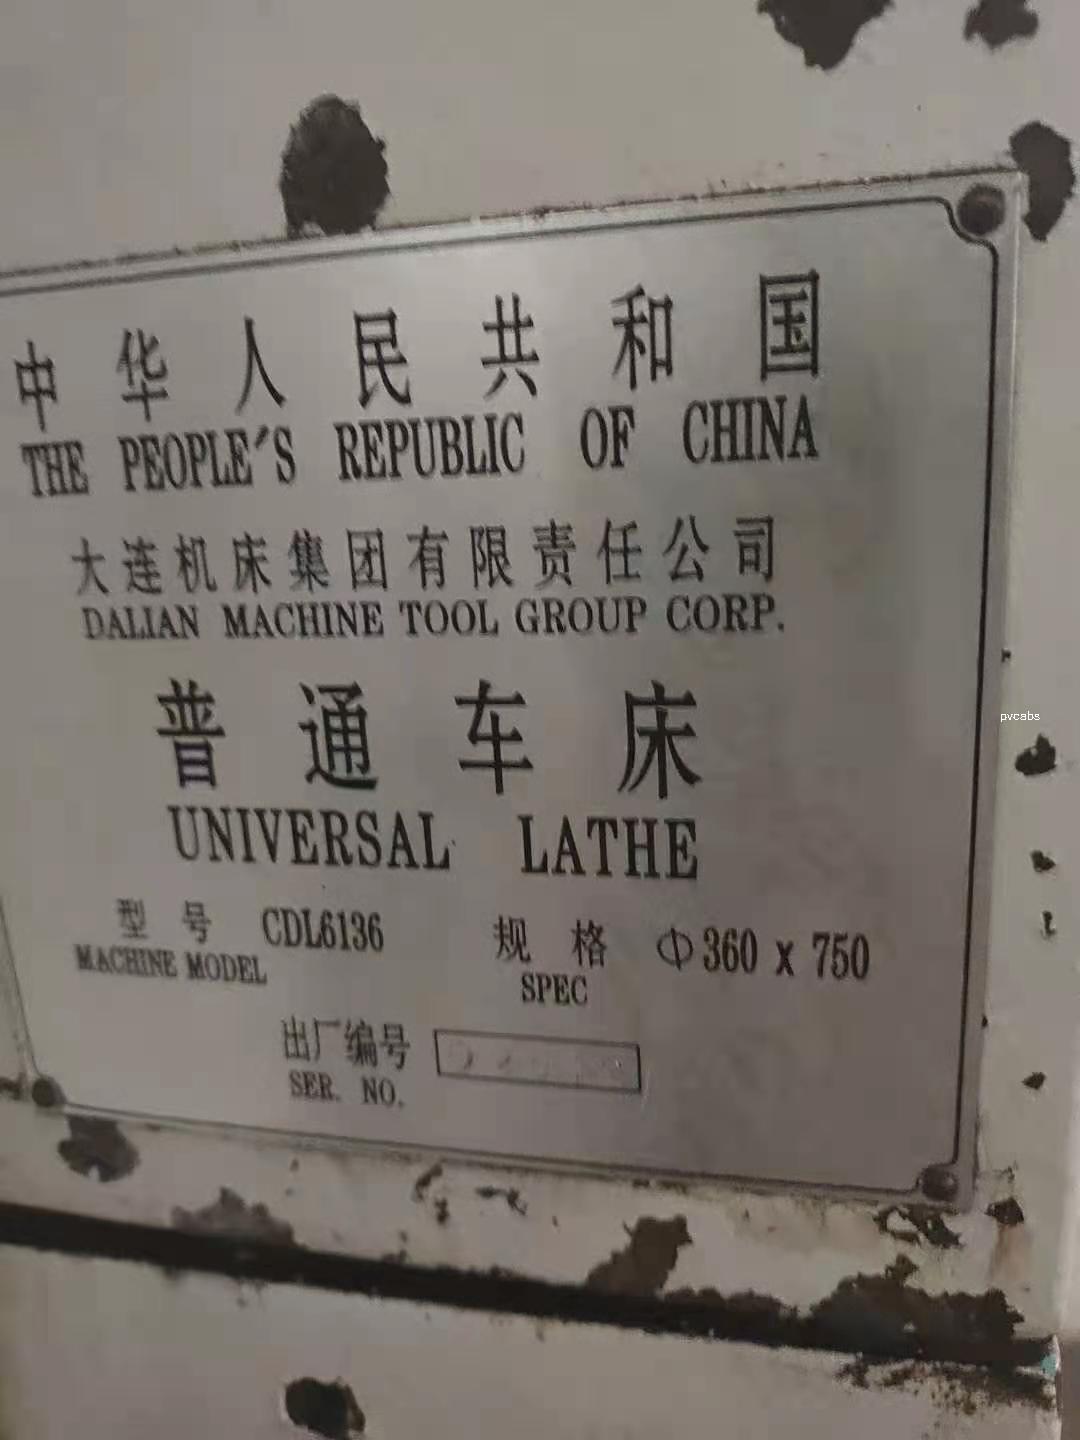 中华人民共和国
THE PEOPLE'S REPUBLIC OF CHINA
大连机床集团有限责任公司
DALIAN MACHINE TOOL GROUP CORP.
普通车床
UNIVERSAL LATHE
型号 CDL6136 规格 Φ360 x 750
MACHINE MODEL SPEC
出厂编号
SER. NO.
pvcabs